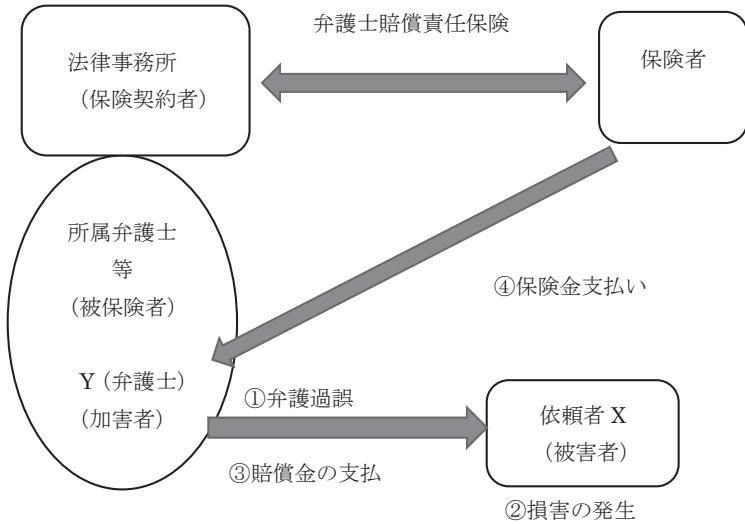 弁護士賠償責任保険
法律事務所
（保険契約者）
保険者
所属弁護士
等
（被保険者）
④保険金支払い
Y（弁護士）
（加害者）
①弁護過誤
依頼者 X
（被害者）
③賠償金の支払
②損害の発生